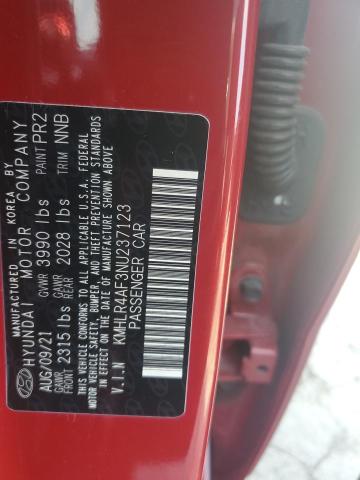 MANUFACTURED IN KOREA BY
HYUNDAI MOTOR COMPANY
AUG/09/21 GVWR 3990 lbs PAINT PR2
GAWR FRONT 2315 lbs GAWR REAR 2028 lbs TRIM NNB
THIS VEHICLE CONFORMS TO ALL APPLICABLE U.S.A. FEDERAL
MOTOR VEHICLE SAFETY, BUMPER, AND THEFT PREVENTION STANDARDS
IN EFFECT ON THE DATE OF MANUFACTURE SHOWN ABOVE.
V.I.N KMHLR4AF3NU237123
PASSENGER CAR